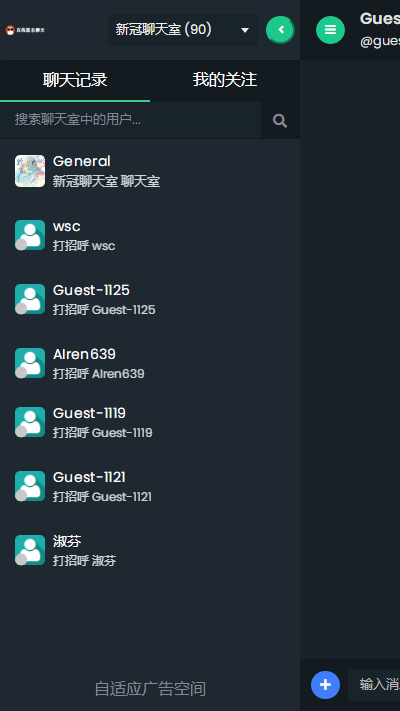 在线匿名聊天
新冠聊天室 (90)
Gues
@gues
聊天记录
我的关注
搜索聊天室中的用户...
General
新冠聊天室 聊天室
wsc
打招呼 wsc
Guest-1125
打招呼 Guest-1125
Alren639
打招呼 Alren639
Guest-1119
打招呼 Guest-1119
Guest-1121
打招呼 Guest-1121
淑芬
打招呼 淑芬
自适应广告空间
输入消